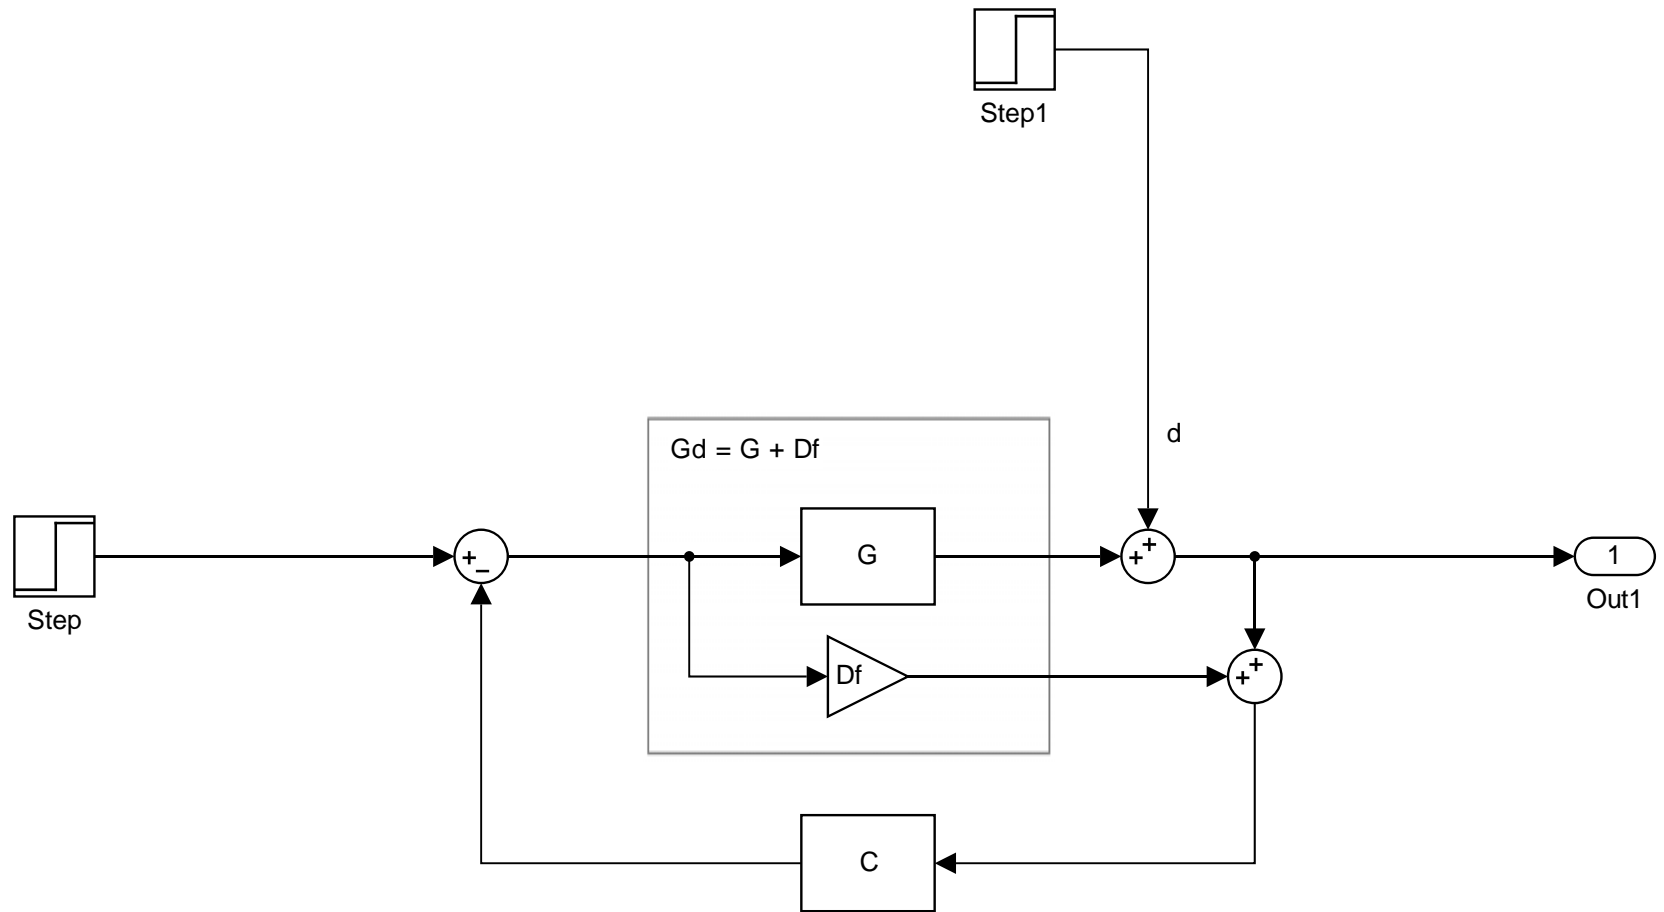 Step1
d
Gd = G + Df
G
Step
1
Out1
Df
C